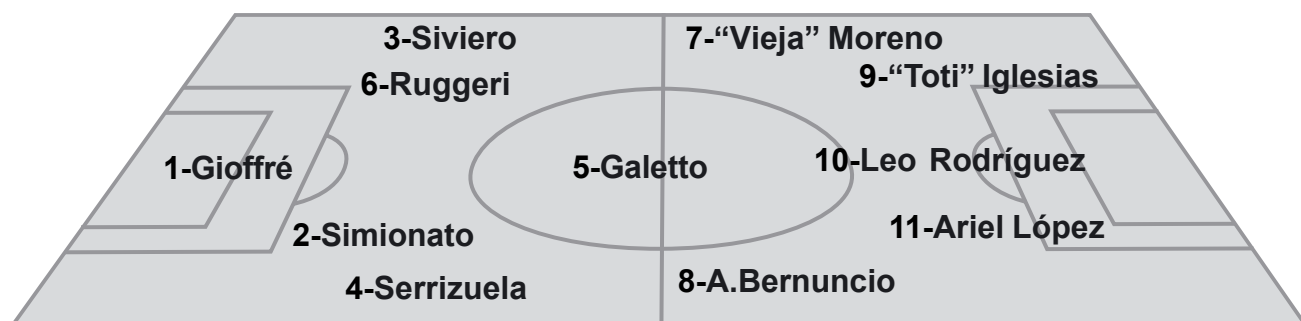 3-Siviero
7-“Vieja” Moreno
6-Ruggeri
9-“Toti” Iglesias
1-Gioffré
5-Galetto
10-Leo Rodríguez
2-Simionato
11-Ariel López
4-Serrizuela
8-A.Bernuncio